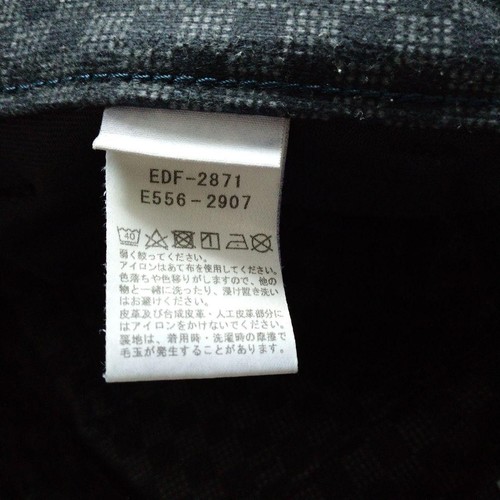 EDF-2871
E556-2907
40
弱く絞ってください。
アイロンはあて布を使用してください。
色落ちや色移りがしますので、他の
物と一緒に洗ったり、浸け置き洗い
はお避けください。
皮革及び合成皮革・人工皮革部分に
はアイロンをかけないでください。
裏地は、着用時・洗濯時の摩擦で
毛玉が発生することがあります。